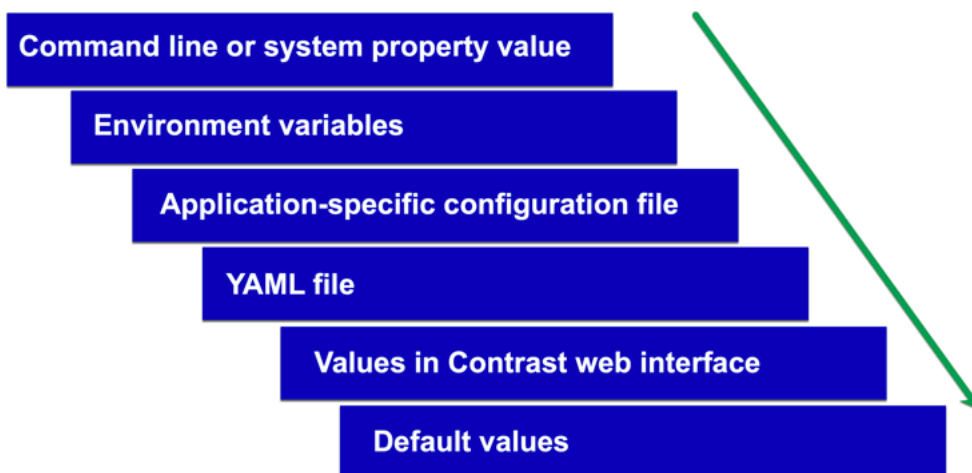 Command line or system property value
Environment variables
Application-specific configuration file
YAML file
Values in Contrast web interface
Default values